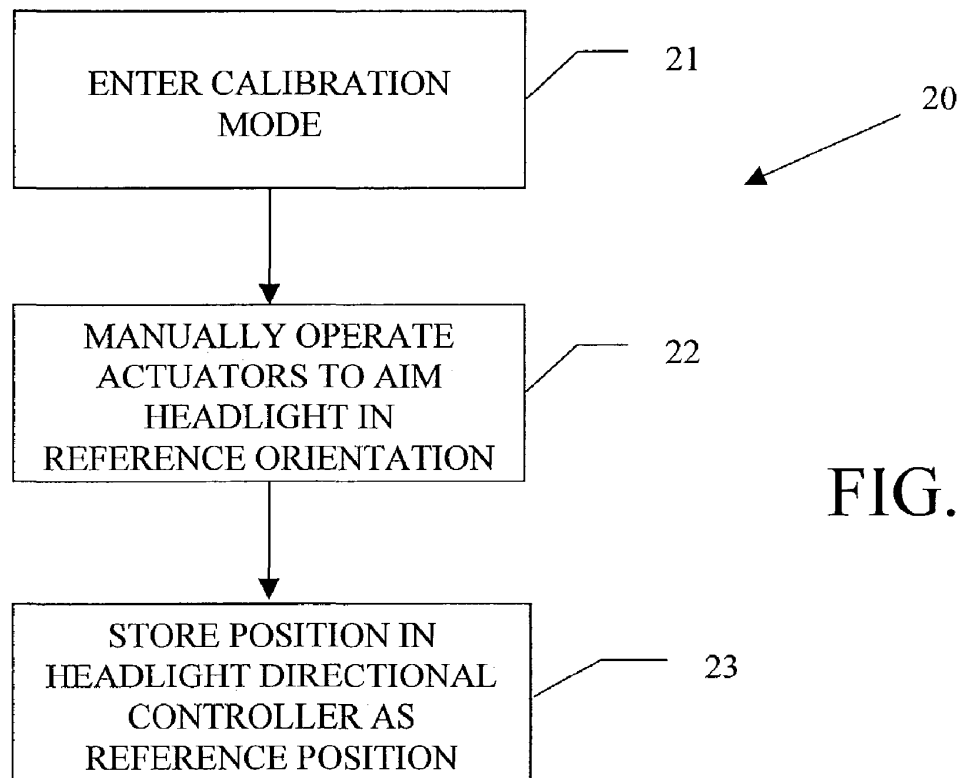 ENTER CALIBRATION
MODE
21
20
MANUALLY OPERATE
ACTUATORS TO AIM
HEADLIGHT IN
REFERENCE ORIENTATION
22
FIG.
STORE POSITION IN
HEADLIGHT DIRECTIONAL
CONTROLLER AS
REFERENCE POSITION
23